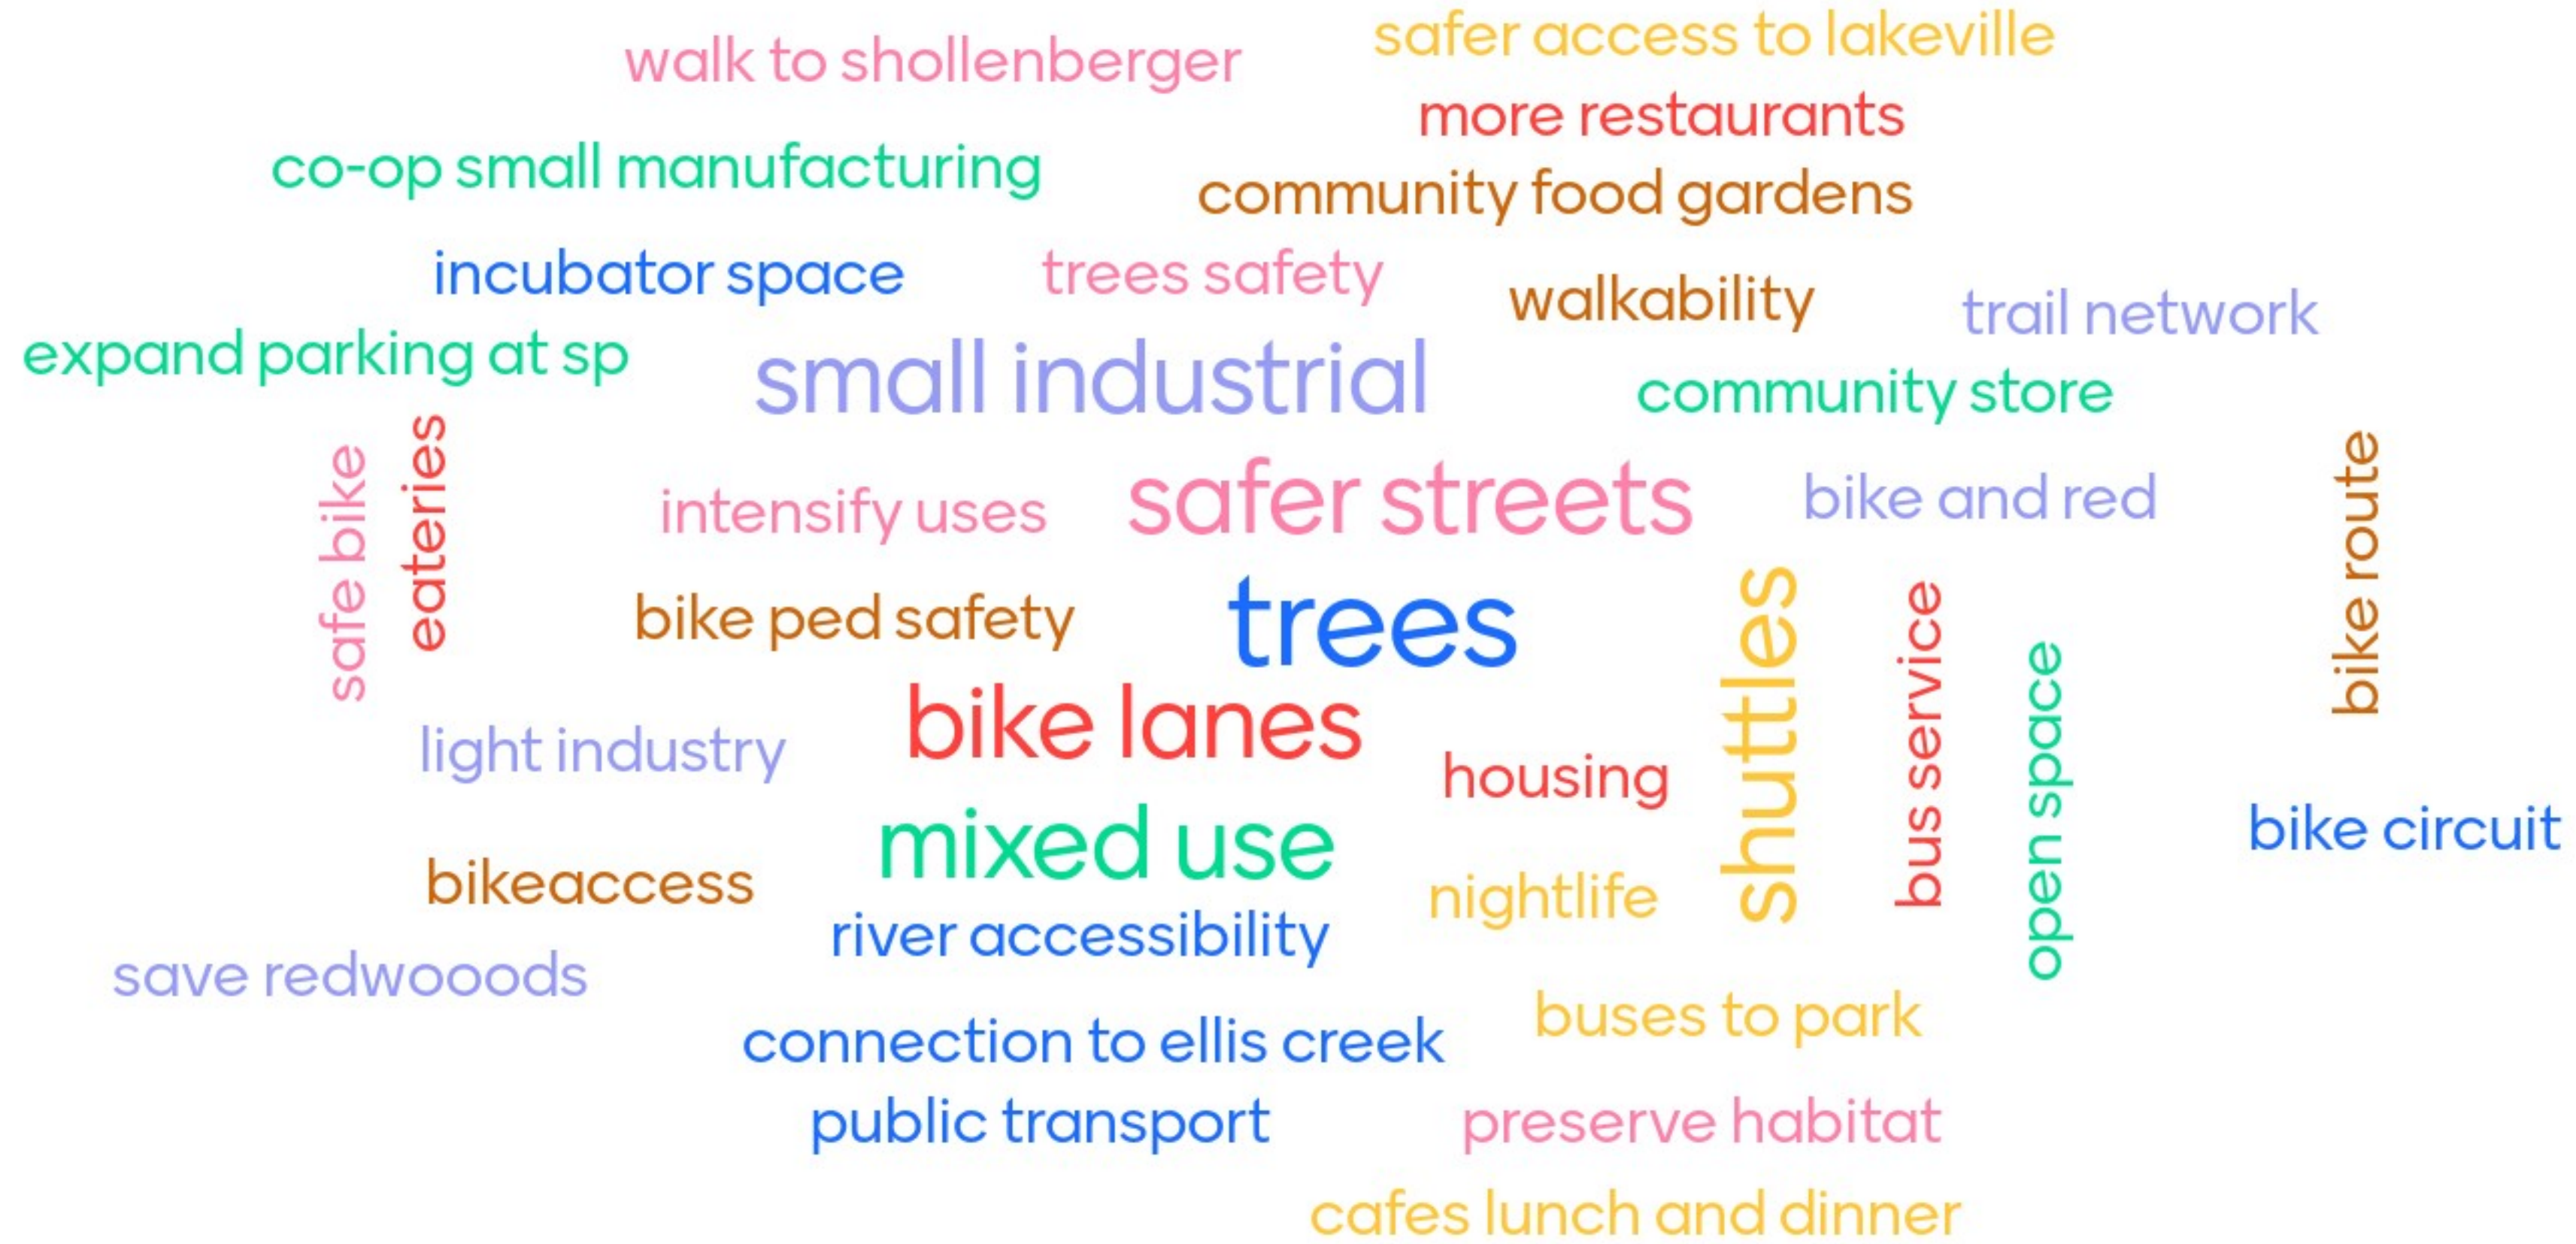 safer access to lakeville
walk to shollenberger
more restaurants
co-op small manufacturing
community food gardens
incubator space
trees safety
walkability
trail network
expand parking at sp
small industrial
community store
safe bike
eateries
intensify uses
safer streets
bike and red
bike route
bike ped safety
trees
shuttles
bus service
open space
light industry
bike lanes
housing
bike circuit
mixed use
bikeaccess
nightlife
river accessibility
save redwooods
buses to park
connection to ellis creek
public transport
preserve habitat
cafes lunch and dinner